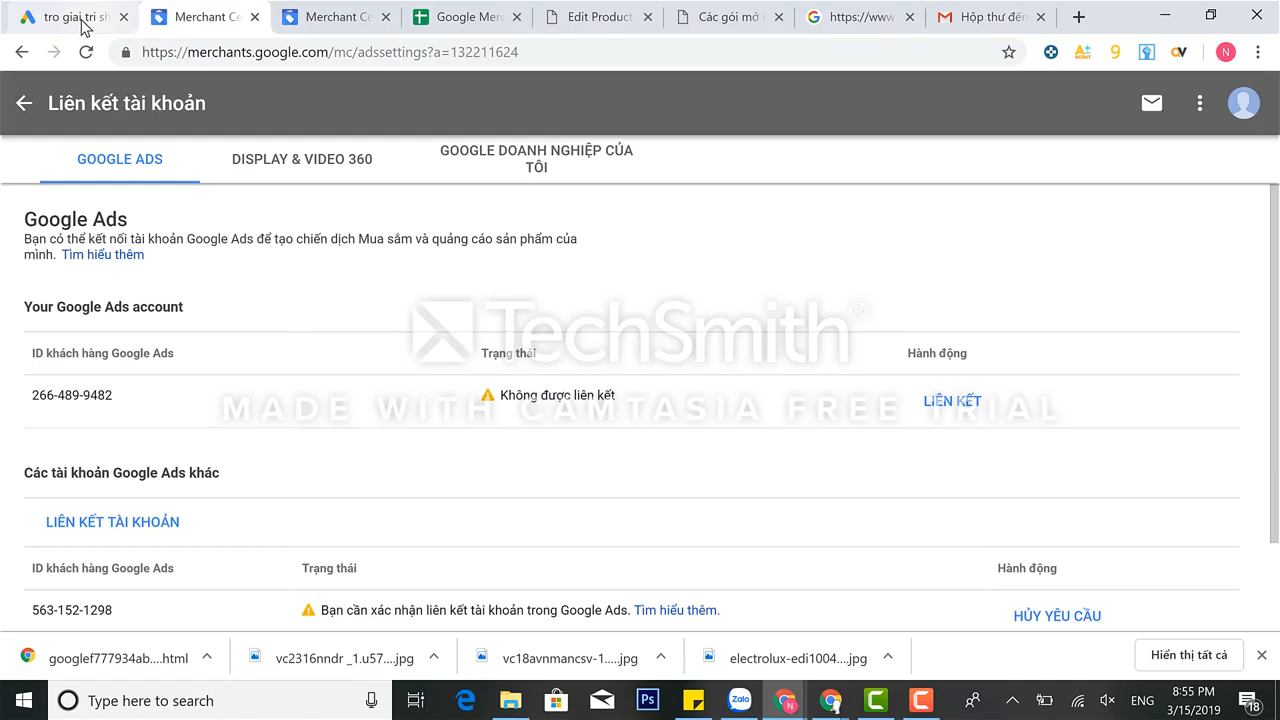 tro giai tri sh
Merchant Ce
Merchant Ce
Google Mer
Edit Product
Các gói mở r
https://www
Hộp thư đến
https://merchants.google.com/mc/adssettings?a=132211624
A+
SCOUT
9
N
Liên kết tài khoản
GOOGLE ADS
DISPLAY & VIDEO 360
GOOGLE DOANH NGHIỆP CỦA
TÔI
Google Ads
Bạn có thể kết nối tài khoản Google Ads để tạo chiến dịch Mua sắm và quảng cáo sản phẩm của
mình. Tìm hiểu thêm
Your Google Ads account
TechSmith®
ID khách hàng Google Ads
Trạng thái
Hành động
266-489-9482
Không được liên kết
LIÊN KẾT
MADE WITH CAMTASIA FREE TRIAL
Các tài khoản Google Ads khác
LIÊN KẾT TÀI KHOẢN
ID khách hàng Google Ads
Trạng thái
Hành động
563-152-1298
Bạn cần xác nhận liên kết tài khoản trong Google Ads. Tìm hiểu thêm.
HỦY YÊU CẦU
googlef777934ab....html
vc2316nndr _1.u57....jpg
vc18avnmancsv-1.....jpg
electrolux-edi1004....jpg
Hiển thị tất cả
Type here to search
Ps
Zalo
N
ENG
8:55 PM
3/15/2019
18